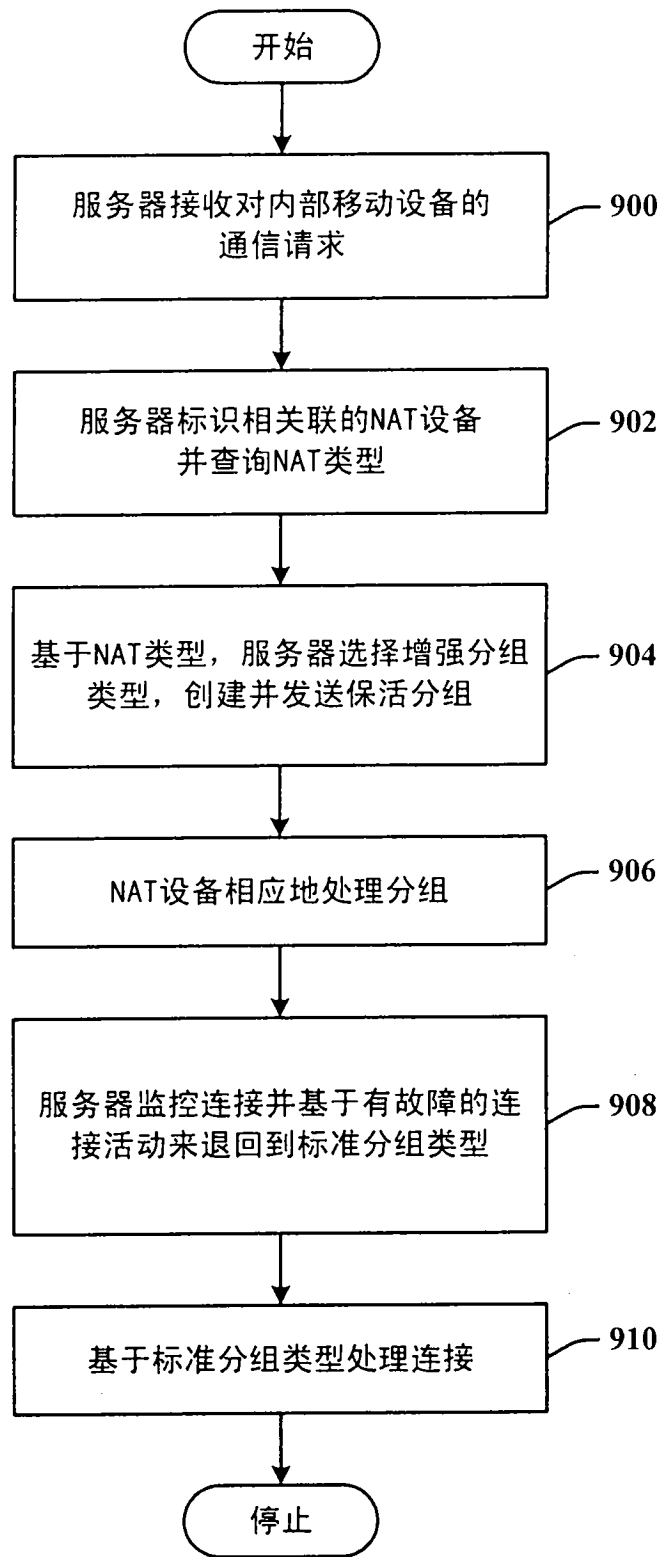 开始
服务器接收对内部移动设备的
通信请求
900
服务器标识相关联的NAT设备
并查询NAT类型
902
基于NAT类型，服务器选择增强分组
类型，创建并发送保活分组
904
NAT设备相应地处理分组
906
服务器监控连接并基于有故障的连
接活动来退回到标准分组类型
908
基于标准分组类型处理连接
910
停止